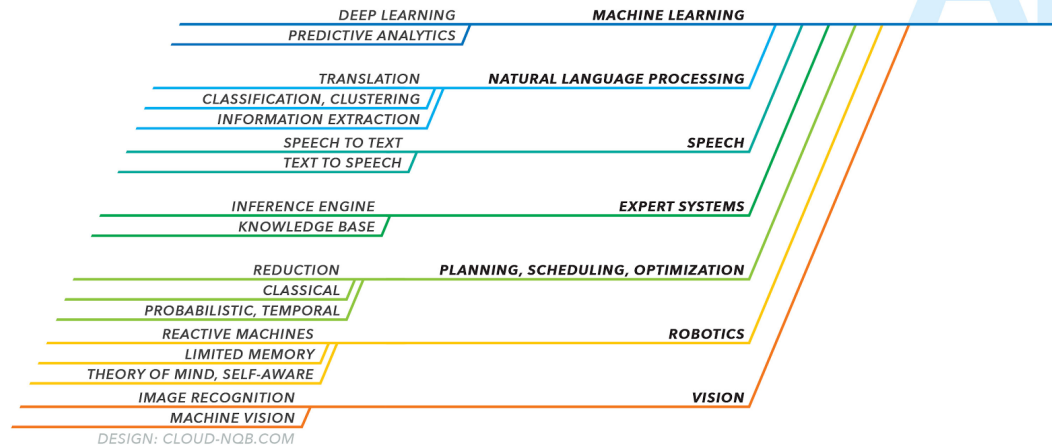 DEEP LEARNING MACHINE LEARNING
PREDICTIVE ANALYTICS
TRANSLATION NATURAL LANGUAGE PROCESSING
CLASSIFICATION, CLUSTERING
INFORMATION EXTRACTION
SPEECH TO TEXT SPEECH
TEXT TO SPEECH
INFERENCE ENGINE EXPERT SYSTEMS
KNOWLEDGE BASE
REDUCTION PLANNING, SCHEDULING, OPTIMIZATION
CLASSICAL
PROBABILISTIC, TEMPORAL
REACTIVE MACHINES ROBOTICS
LIMITED MEMORY
THEORY OF MIND, SELF-AWARE
IMAGE RECOGNITION VISION
MACHINE VISION
DESIGN: CLOUD-NQB.COM